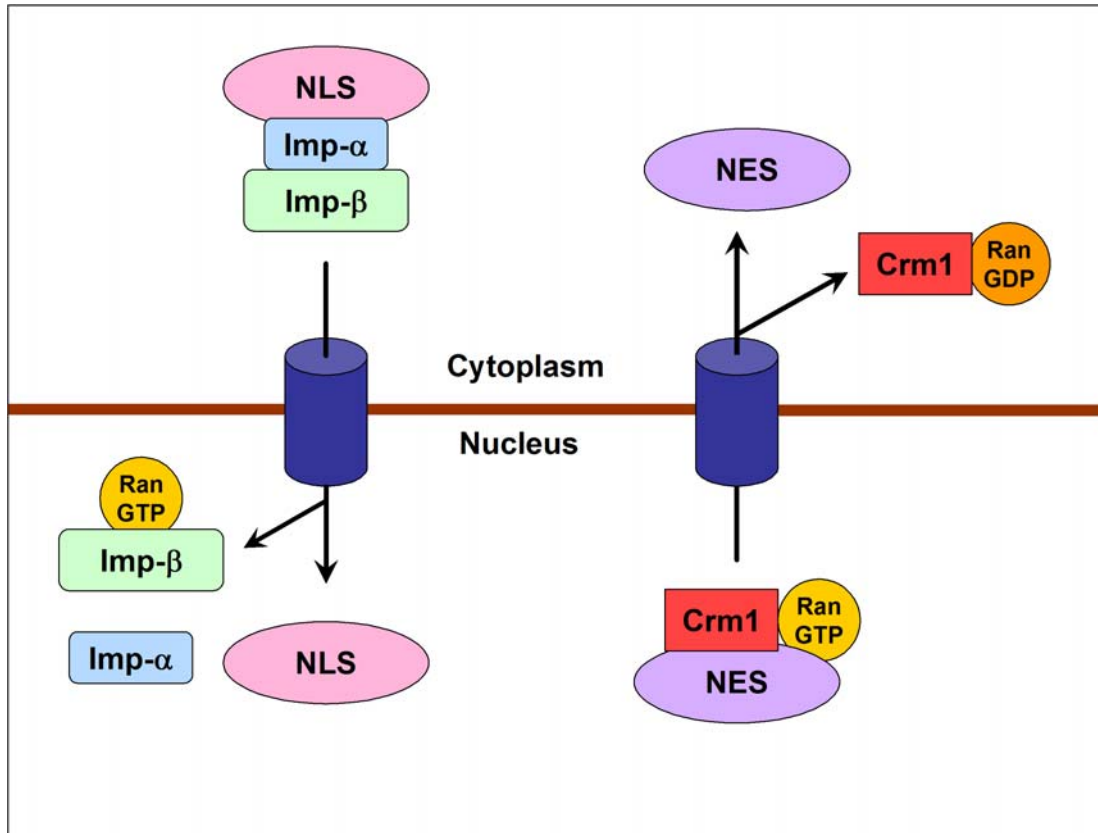 NLS
Imp-α
Imp-β
NES
Crm1
Ran
GDP
Cytoplasm
Nucleus
Ran
GTP
Imp-β
Imp-α
NLS
Crm1
Ran
GTP
NES